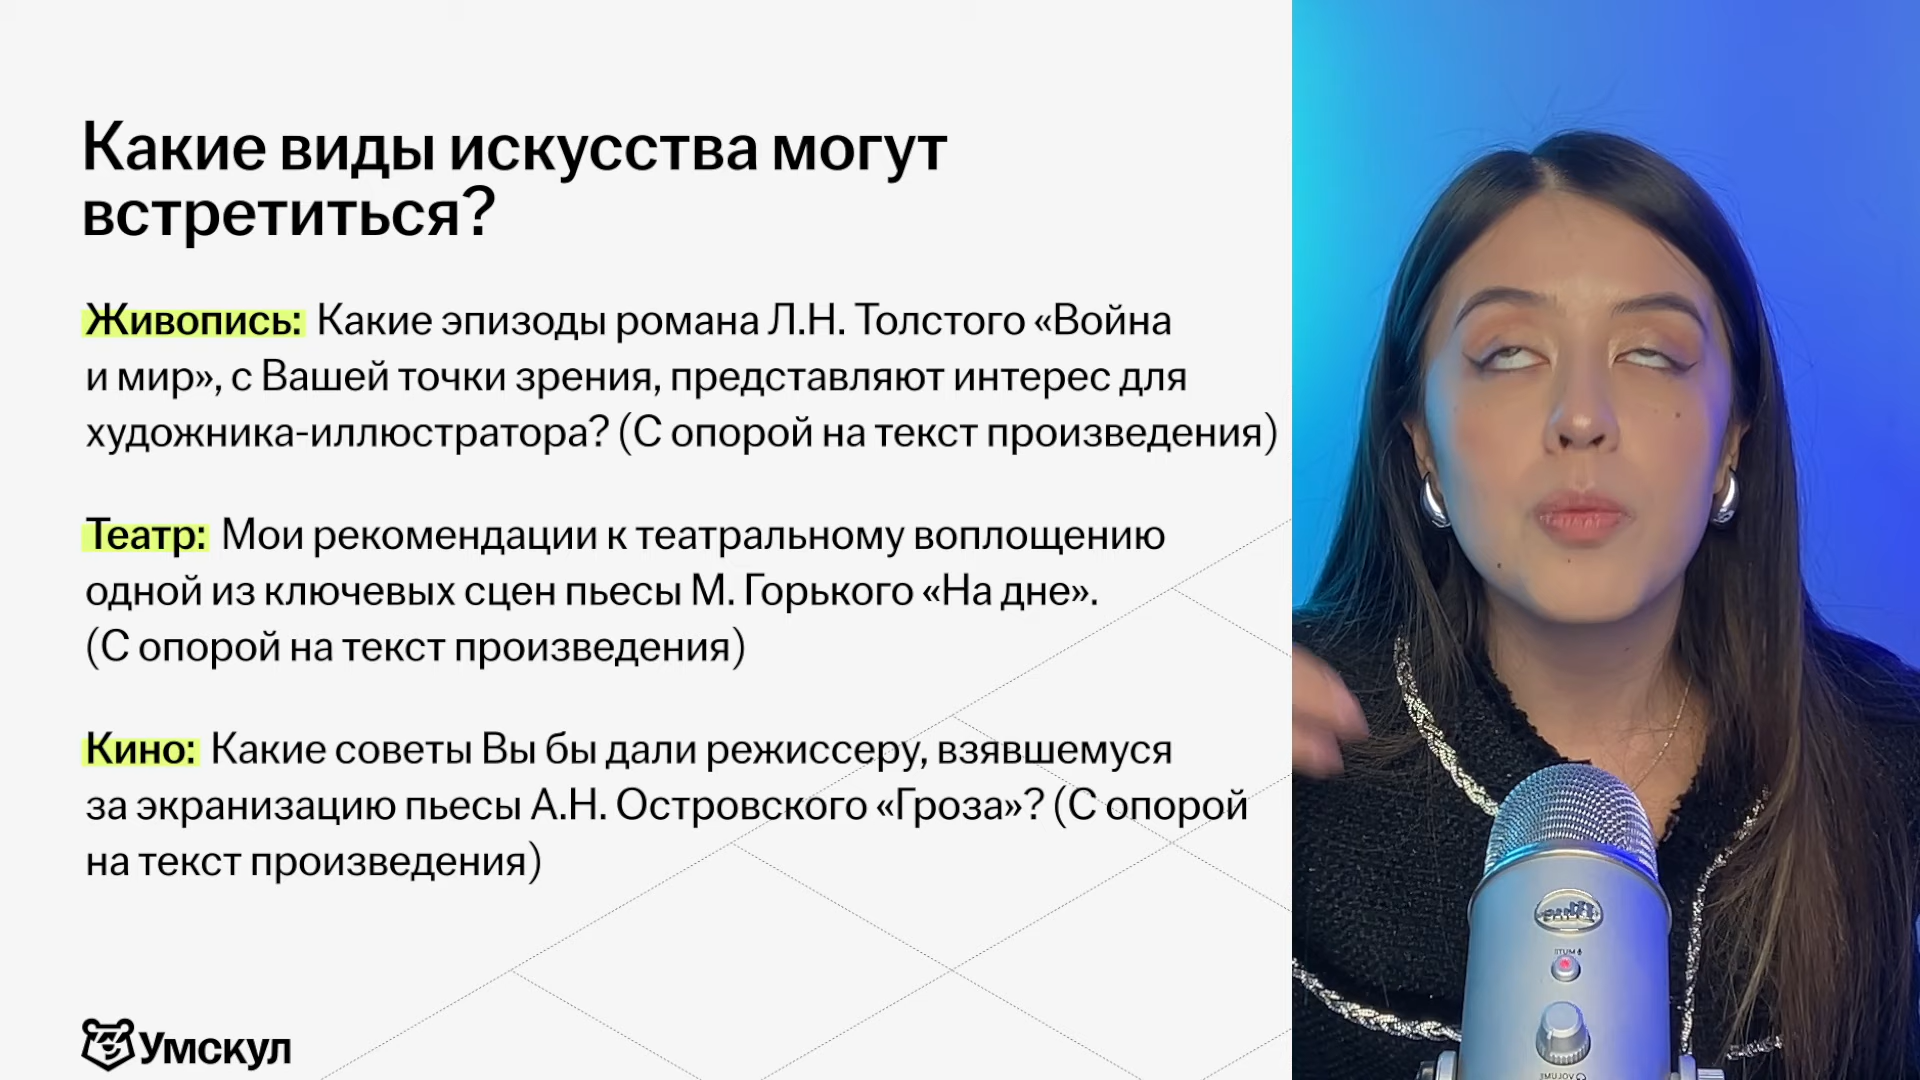 Какие виды искусства могут
встретиться?
Живопись: Какие эпизоды романа Л.Н. Толстого «Война
и мир», с Вашей точки зрения, представляют интерес для
художника-иллюстратора? (С опорой на текст произведения)
Театр: Мои рекомендации к театральному воплощению
одной из ключевых сцен пьесы М. Горького «На дне».
(С опорой на текст произведения)
Кино: Какие советы Вы бы дали режиссеру, взявшемуся
за экранизацию пьесы А.Н. Островского «Гроза»? (С опорой
на текст произведения)
Умскул
Blue
MUTE
VOLUME